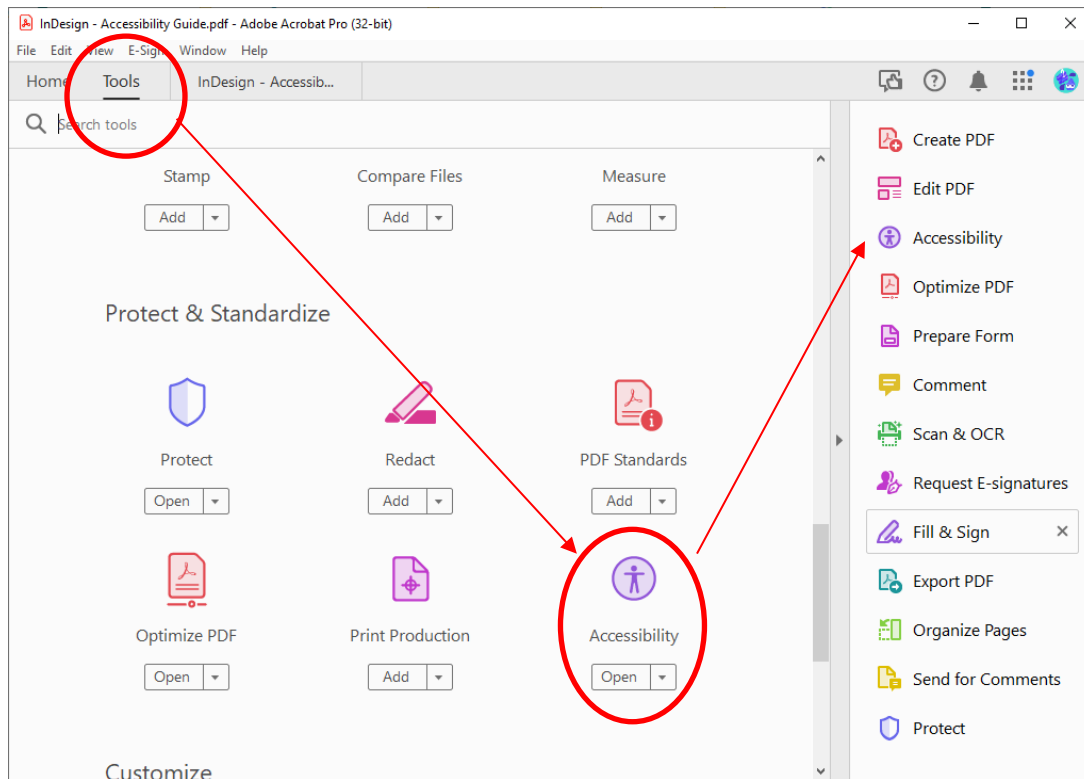 InDesign - Accessibility Guide.pdf - Adobe Acrobat Pro (32-bit)
File Edit View E-Sign Window Help
Home Tools InDesign - Accessib...
Search tools
Stamp Compare Files Measure
Add Add Add
Protect & Standardize
Protect Redact PDF Standards
Open Add Add
Optimize PDF Print Production Accessibility
Open Add Open
Customize
Create PDF
Edit PDF
Accessibility
Optimize PDF
Prepare Form
Comment
Scan & OCR
Request E-signatures
Fill & Sign
Export PDF
Organize Pages
Send for Comments
Protect